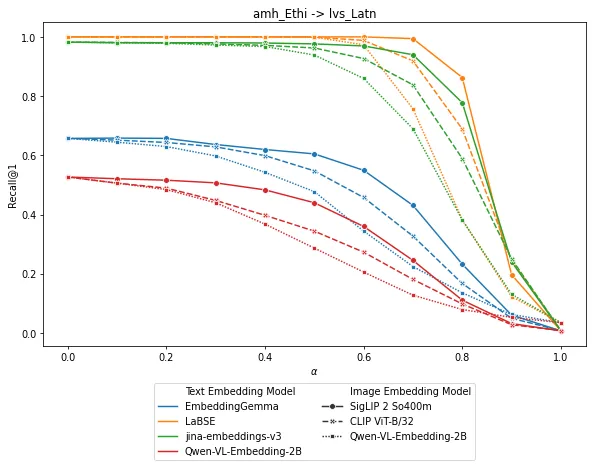 amh_Ethi -> lvs_Latn
Recall@1
1.0
0.8
0.6
0.4
0.2
0.0
0.0 0.2 0.4 0.6 0.8 1.0
α
Text Embedding Model
EmbeddingGemma
LaBSE
jina-embeddings-v3
Qwen-VL-Embedding-2B
Image Embedding Model
SigLIP 2 So400m
CLIP ViT-B/32
Qwen-VL-Embedding-2B